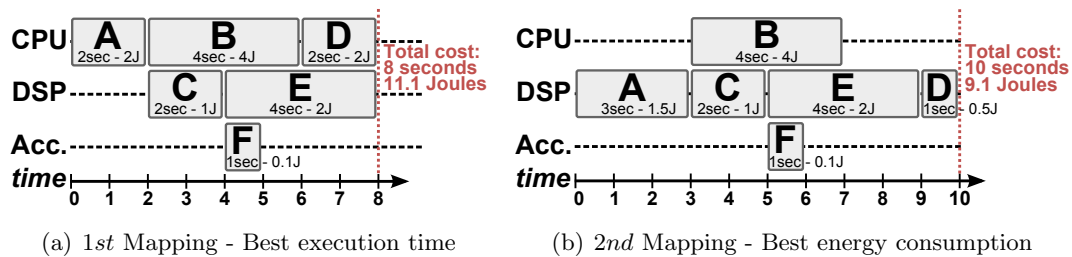 CPU A B D
2sec - 2J 4sec - 4J 2sec - 2J
Total cost:
8 seconds
11.1 Joules
DSP C E
2sec - 1J 4sec - 2J
Acc. F
1sec - 0.1J
time
0 1 2 3 4 5 6 7 8
(a) 1st Mapping - Best execution time
CPU B
4sec - 4J
Total cost:
10 seconds
9.1 Joules
DSP A C E D
3sec - 1.5J 2sec - 1J 4sec - 2J 1sec - 0.5J
Acc. F
1sec - 0.1J
time
0 1 2 3 4 5 6 7 8 9 10
(b) 2nd Mapping - Best energy consumption